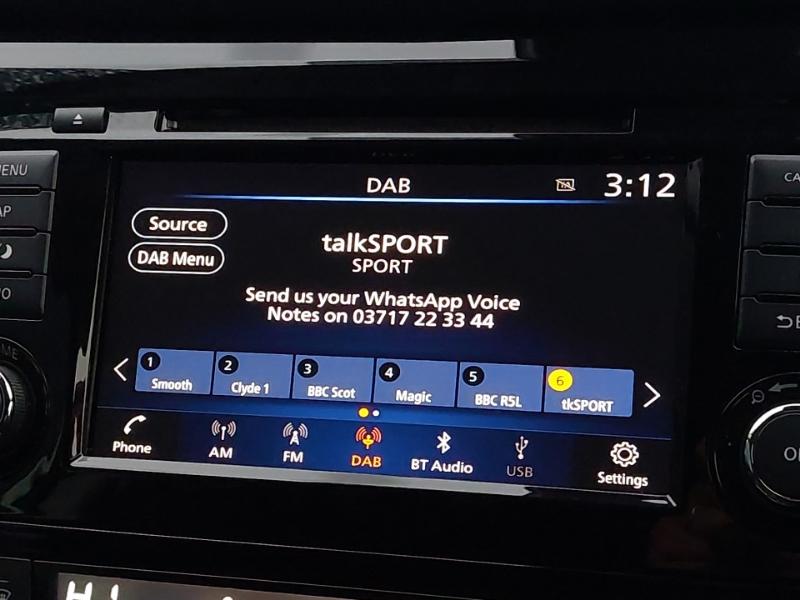 DAB
TA
3:12
Source
DAB Menu
talkSPORT
SPORT
Send us your WhatsApp Voice
Notes on 03717 22 33 44
1 Smooth
2 Clyde 1
3 BBC Scot
4 Magic
5 BBC R5L
6 tkSPORT
Phone
AM
FM
DAB
BT Audio
USB
Settings